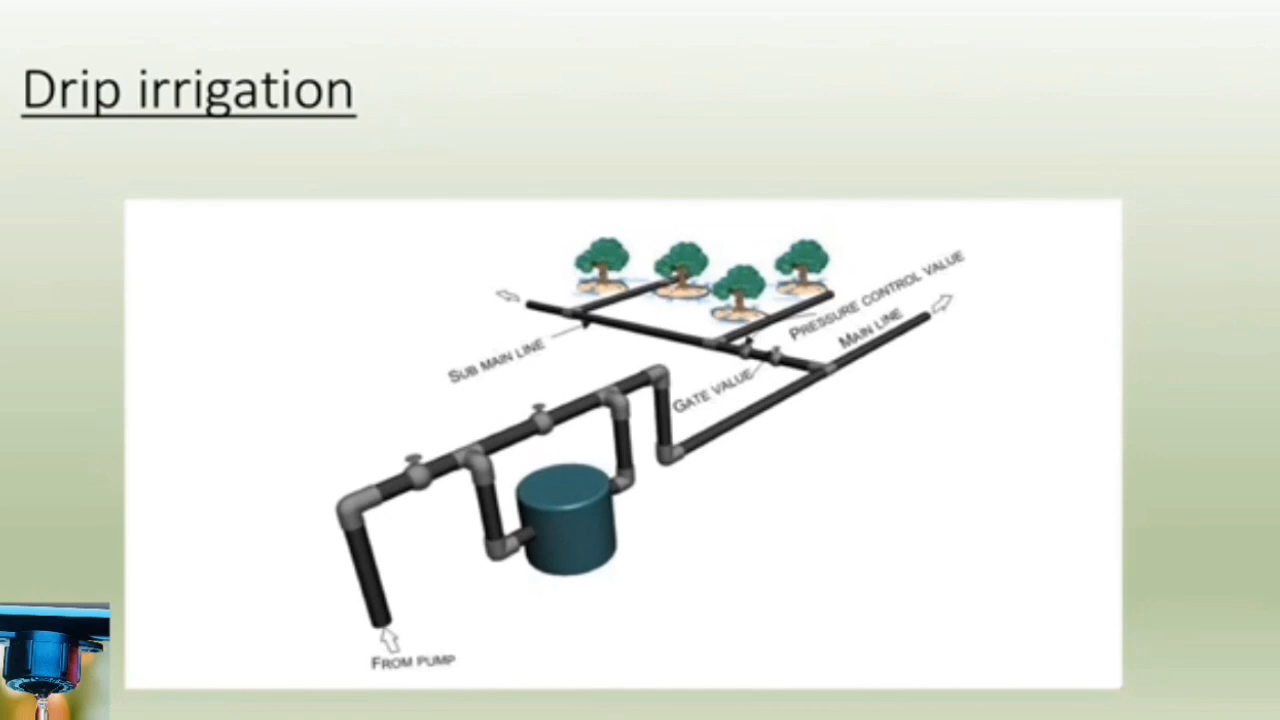 Drip irrigation
PRESSURE CONTROL VALUE
MAIN LINE
SUB MAIN LINE
GATE VALUE
FROM PUMP